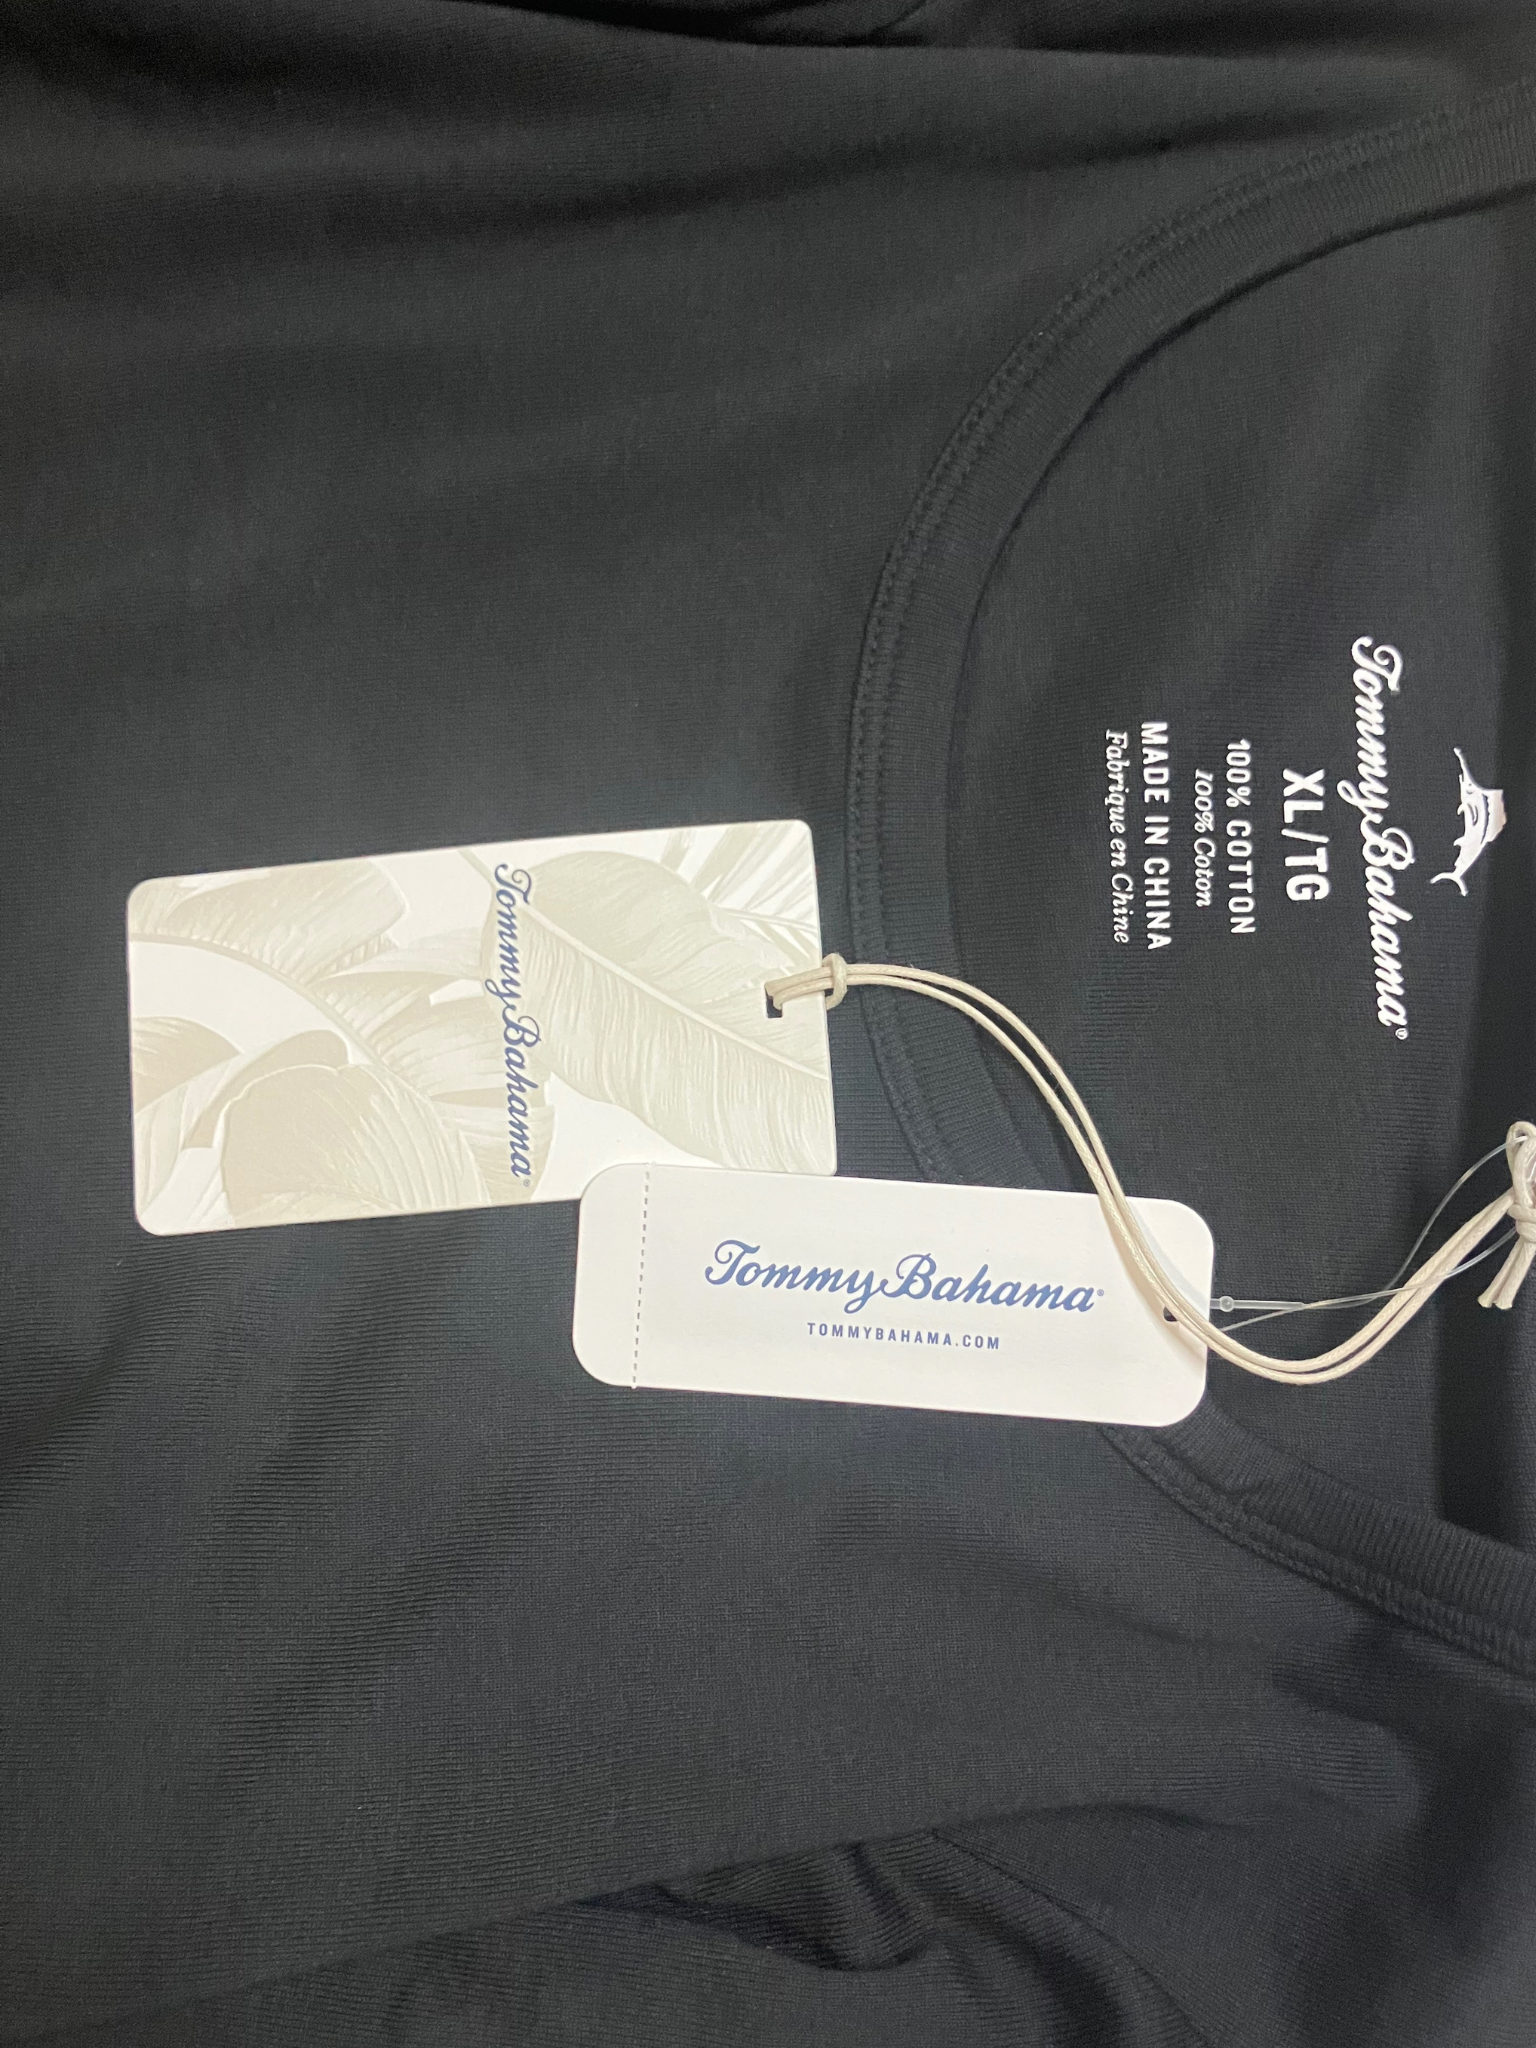 Tommy Bahama®
XL/TG
100% COTTON
100% Coton
MADE IN CHINA
Fabrique en Chine
Tommy Bahama®
Tommy Bahama®
TOMMYBAHAMA.COM